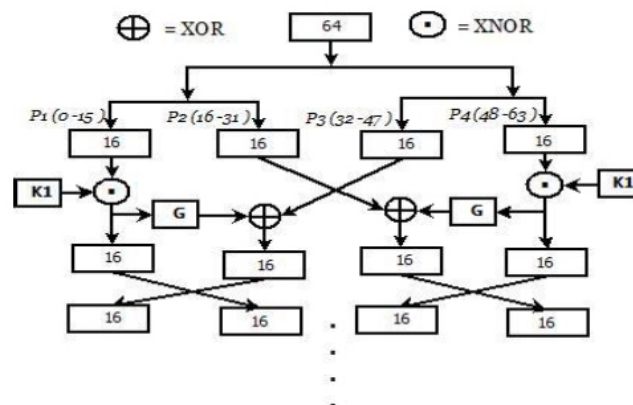 = XOR
64
= XNOR
P1 (0-15)
P2 (16-31)
P3 (32-47)
P4 (48-63)
16
16
16
16
K1
G
G
K1
16
16
16
16
16
16
16
16